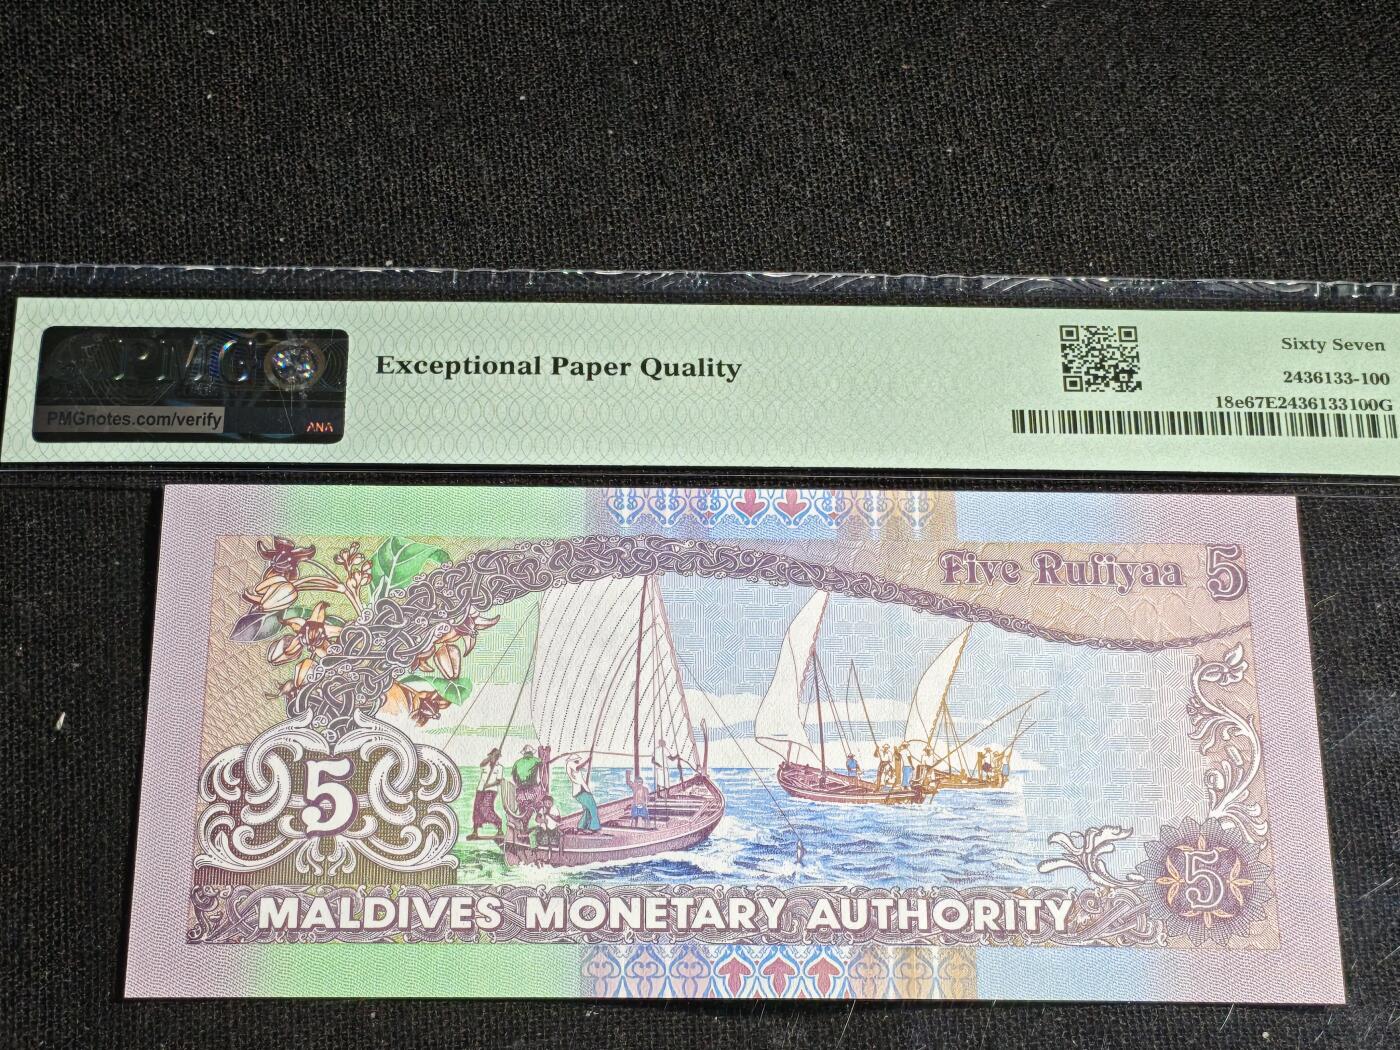 PMG
PMGnotes.com/verify
ANA
Exceptional Paper Quality
Sixty Seven
2436133-100
18e67E2436133100G
Five Rufiyaa 5
5
5
MALDIVES MONETARY AUTHORITY